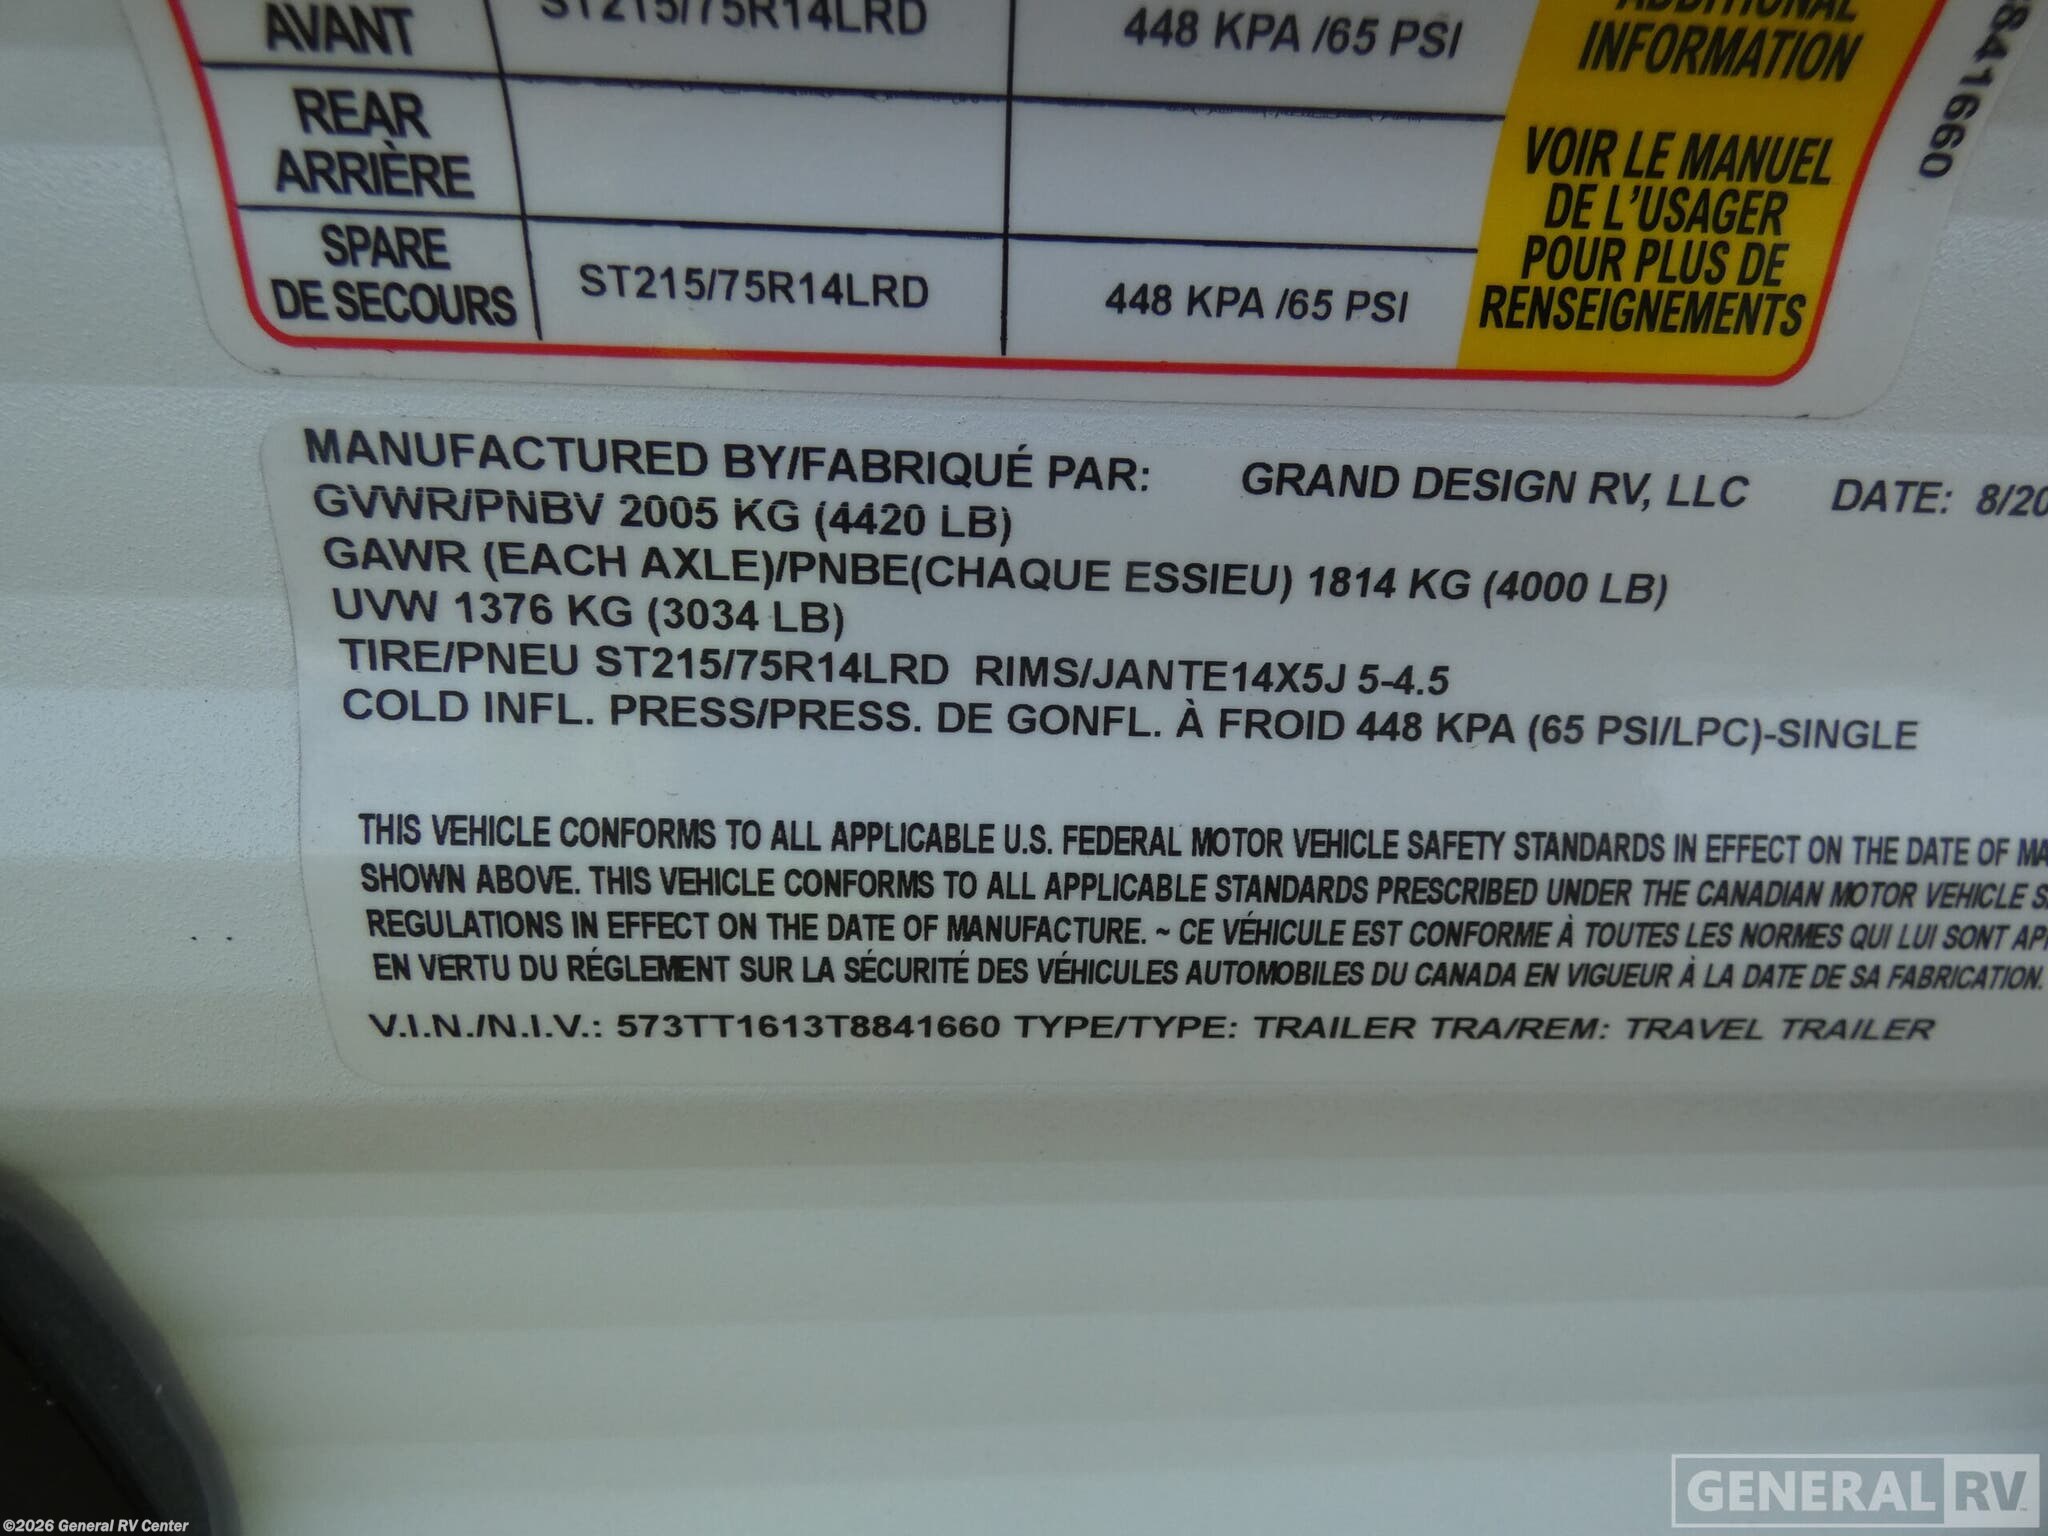 AVANT ST215/75R14LRD 448 KPA /65 PSI
ADDITIONAL
INFORMATION
REAR
ARRIÈRE
VOIR LE MANUEL
DE L'USAGER
POUR PLUS DE
RENSEIGNEMENTS
SPARE
DE SECOURS ST215/75R14LRD 448 KPA /65 PSI
841660
MANUFACTURED BY/FABRIQUÉ PAR: GRAND DESIGN RV, LLC DATE: 8/20
GVWR/PNBV 2005 KG (4420 LB)
GAWR (EACH AXLE)/PNBE(CHAQUE ESSIEU) 1814 KG (4000 LB)
UVW 1376 KG (3034 LB)
TIRE/PNEU ST215/75R14LRD RIMS/JANTE14X5J 5-4.5
COLD INFL. PRESS/PRESS. DE GONFL. À FROID 448 KPA (65 PSI/LPC)-SINGLE
THIS VEHICLE CONFORMS TO ALL APPLICABLE U.S. FEDERAL MOTOR VEHICLE SAFETY STANDARDS IN EFFECT ON THE DATE OF MA
SHOWN ABOVE. THIS VEHICLE CONFORMS TO ALL APPLICABLE STANDARDS PRESCRIBED UNDER THE CANADIAN MOTOR VEHICLE S
REGULATIONS IN EFFECT ON THE DATE OF MANUFACTURE. ~ CE VÉHICULE EST CONFORME À TOUTES LES NORMES QUI LUI SONT AP
EN VERTU DU RÉGLEMENT SUR LA SÉCURITÉ DES VÉHICULES AUTOMOBILES DU CANADA EN VIGUEUR À LA DATE DE SA FABRICATION.
V.I.N./N.I.V.: 573TT1613T8841660 TYPE/TYPE: TRAILER TRA/REM: TRAVEL TRAILER
GENERAL RV
©2026 General RV Center